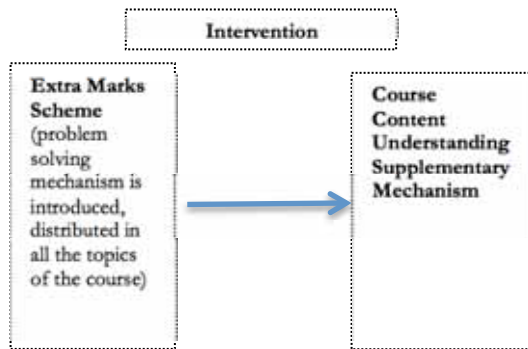 Intervention
Extra Marks
Scheme
(problem
solving
mechanism is
introduced,
distributed in
all the topics
of the course)
Course
Content
Understanding
Supplementary
Mechanism